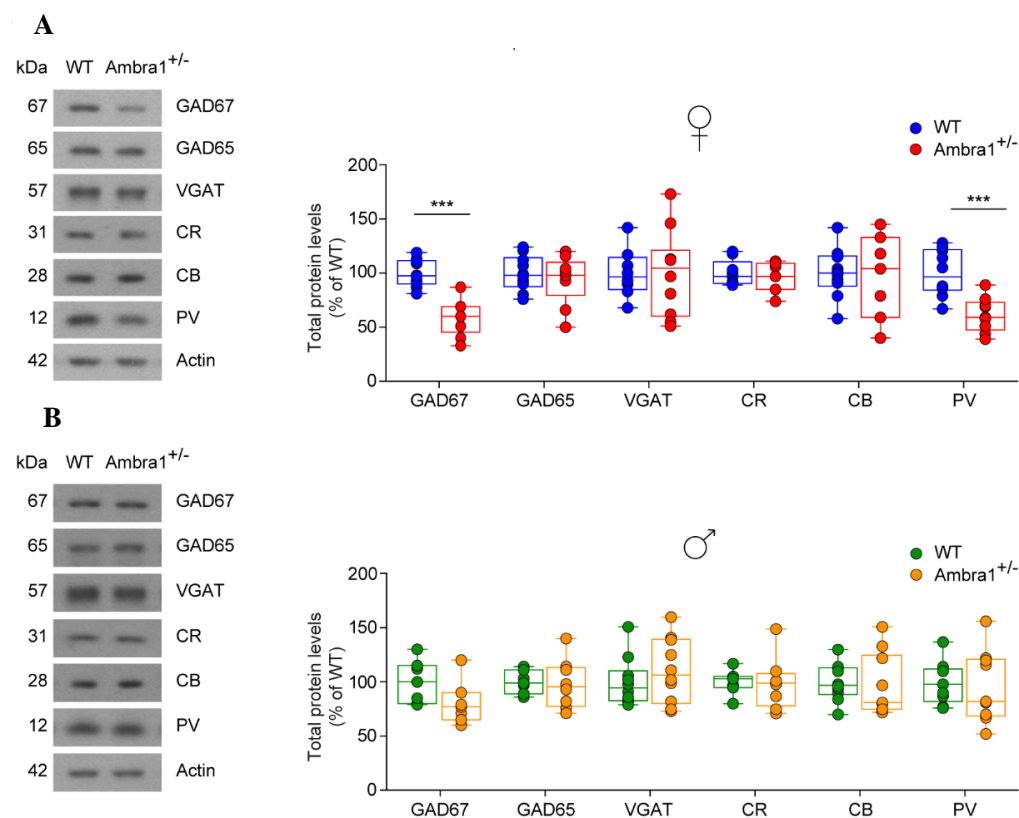 A
kDa WT Ambra1+/-
67 GAD67
65 GAD65
57 VGAT
31 CR
28 CB
12 PV
42 Actin
♀
WT
Ambra1+/-
Total protein levels
(% of WT)
200
150
100
50
0
***
***
GAD67 GAD65 VGAT CR CB PV
B
kDa WT Ambra1+/-
67 GAD67
65 GAD65
57 VGAT
31 CR
28 CB
12 PV
42 Actin
♂
WT
Ambra1+/-
Total protein levels
(% of WT)
200
150
100
50
0
GAD67 GAD65 VGAT CR CB PV